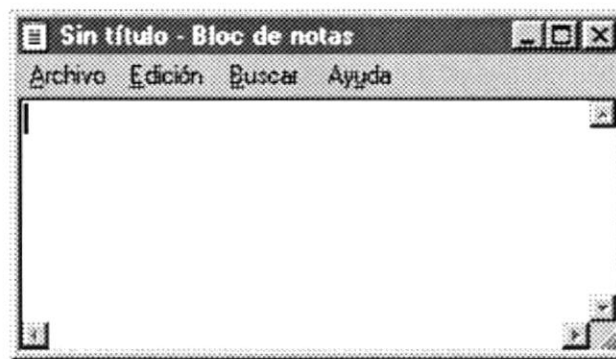 Sin título - Bloc de notas
Archivo Edición Buscar Ayuda